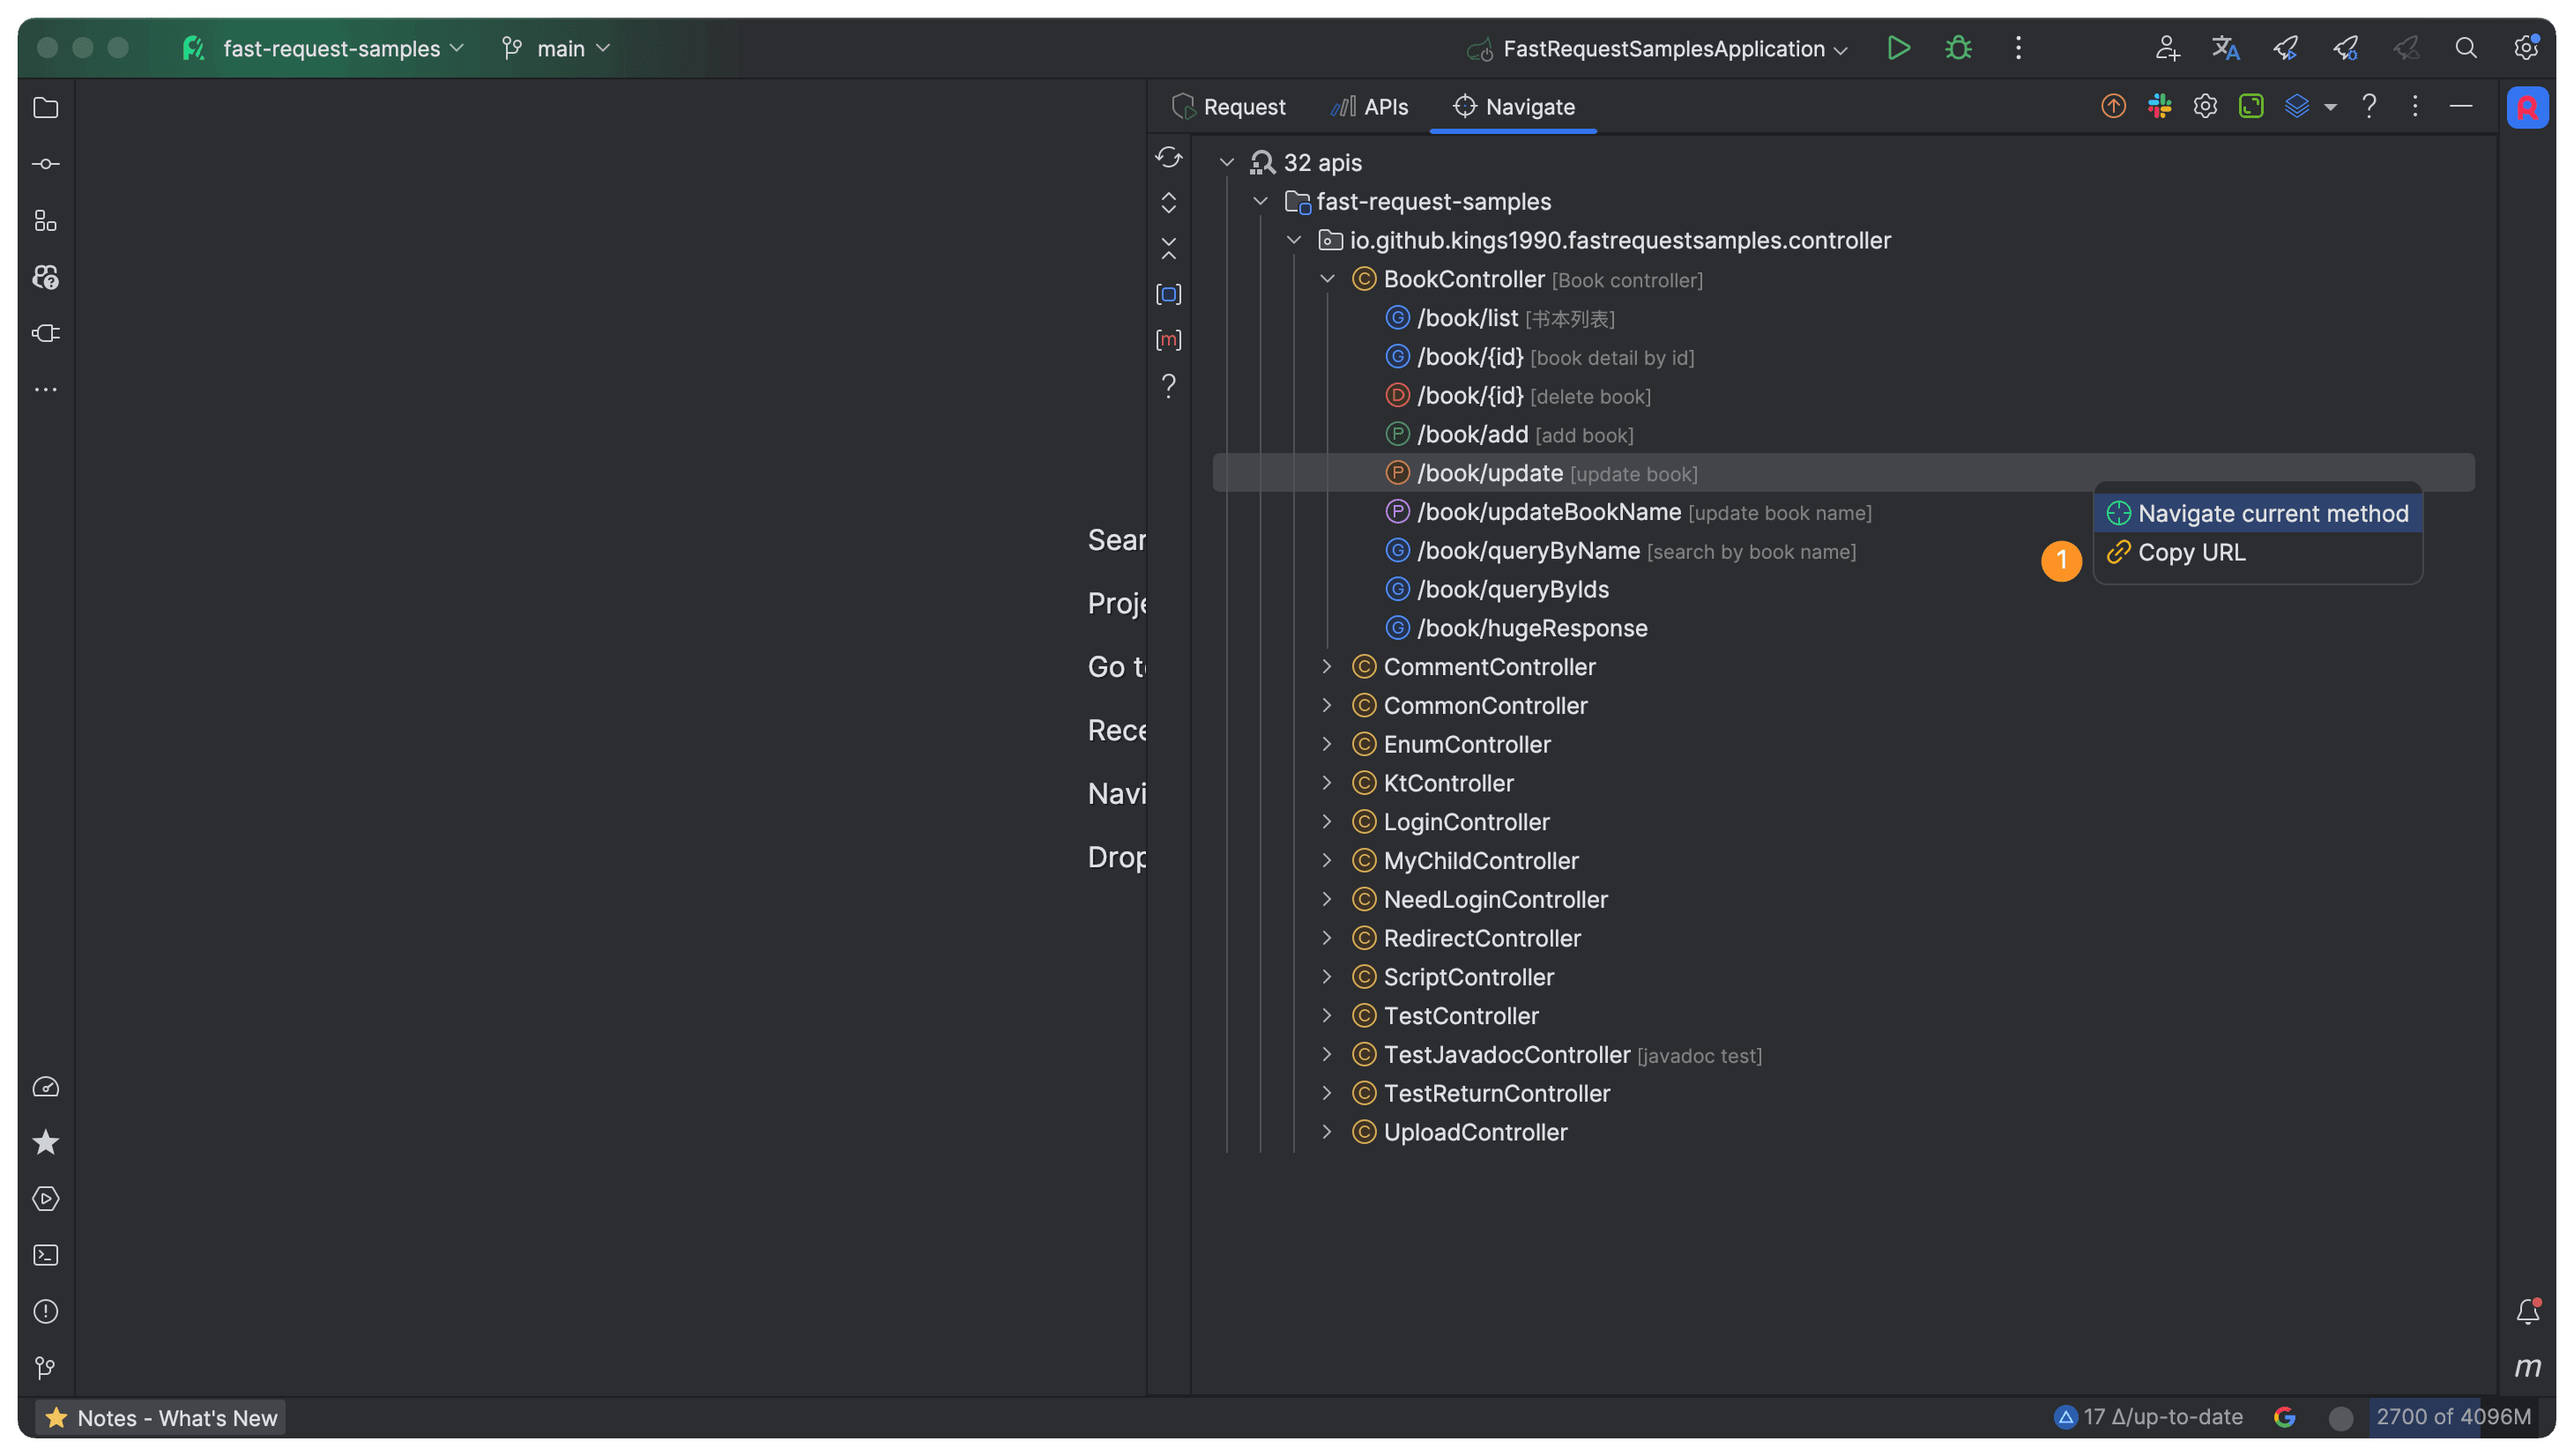 fast-request-samples main FastRequestSamplesApplication
Request APIs Navigate
32 apis
fast-request-samples
io.github.kings1990.fastrequestsamples.controller
BookController [Book controller]
/book/list [书本列表]
/book/{id} [book detail by id]
/book/{id} [delete book]
/book/add [add book]
/book/update [update book]
/book/updateBookName [update book name]
/book/queryByName [search by book name]
/book/queryByIds
/book/hugeResponse
CommentController
CommonController
EnumController
KtController
LoginController
MyChildController
NeedLoginController
RedirectController
ScriptController
TestController
TestJavadocController [javadoc test]
TestReturnController
UploadController
Navigate current method
1
Copy URL
Sear
Proje
Go t
Rece
Navi
Drop
Notes - What's New
17 Δ/up-to-date
2700 of 4096M